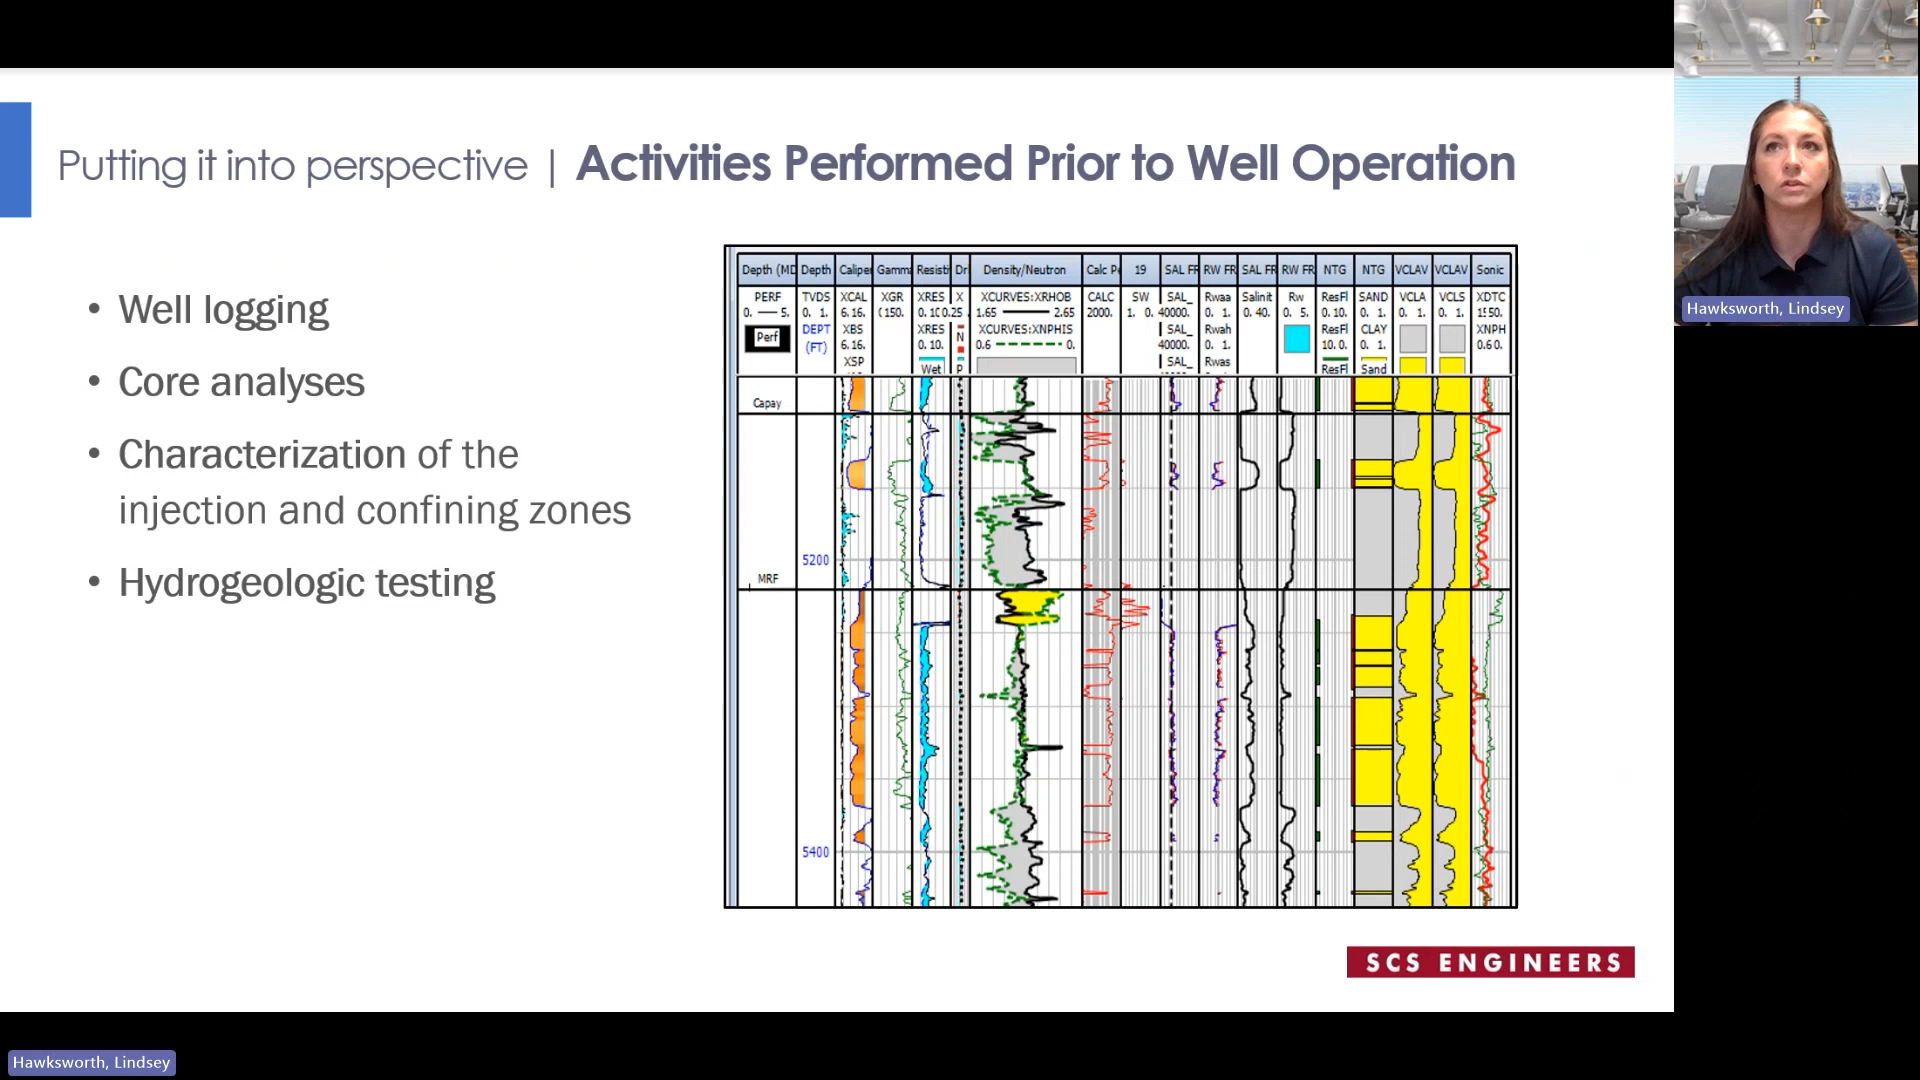 Putting it into perspective | Activities Performed Prior to Well Operation
• Well logging
• Core analyses
• Characterization of the
injection and confining zones
• Hydrogeologic testing
Depth (MD Depth Caliper Gamma Resisti Dr Density/Neutron Calc P 19 SAL FR RW FR SAL FR RW FR NTG NTG VCLAV VCLAV Sonic
PERF TVDS XCAL XGR XRES X XCURVES:XRHOB CALC SW SAL_ Rwaa Salinit Rw ResFl SAND VCLA VCLS XDTC
0. 5. 0. 1. 6.16. 0.25 1.65 2.65 2000. 1. 0. 40000. 0. 1. 0. 40. 0. 5. 0. 10. 0. 1. 0. 1. 0. 1.
Perf DEPT XBS XRES N XCURVES:XNPHIS SAL_ Rwah ResFl CLAY XNPH
(FT) 6.16. 0. 10. 0.6 0. 40000. 0. 1. 10. 0. 0. 1. 0.6 0.
XSP Wet P SAL_ Rwas ResFl Sand
Capay
5200
MRF
5400
SCS ENGINEERS
Hawksworth, Lindsey
Hawksworth, Lindsey